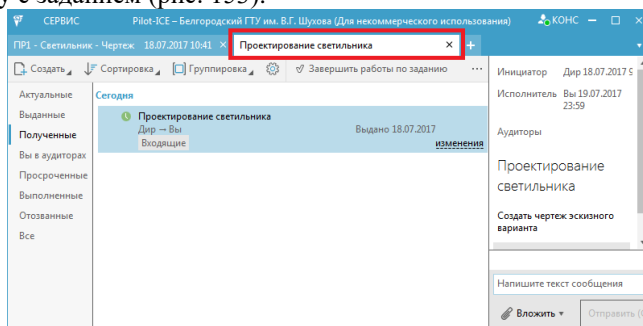 у с заданием (рис. 153).
СЕРВИС Pilot-ICE – Белгородский ГТУ им. В.Г. Шухова (Для некоммерческого использования) КОНС
ПР1 - Светильник - Чертеж 18.07.2017 10:41 × Проектирование светильника × +
Создать Сортировка Группировка Завершить работы по заданию ...
Актуальные
Выданные
Полученные
Вы в аудиторах
Просроченные
Выполненные
Отозванные
Все
Сегодня
Проектирование светильника
Дир → Вы Выдано 18.07.2017
Входящие изменения
Инициатор Дир 18.07.2017 9
Исполнитель Вы 19.07.2017
23:59
Аудиторы
Проектирование
светильника
Создать чертеж эскизного
варианта
Напишите текст сообщения
Вложить Отправить